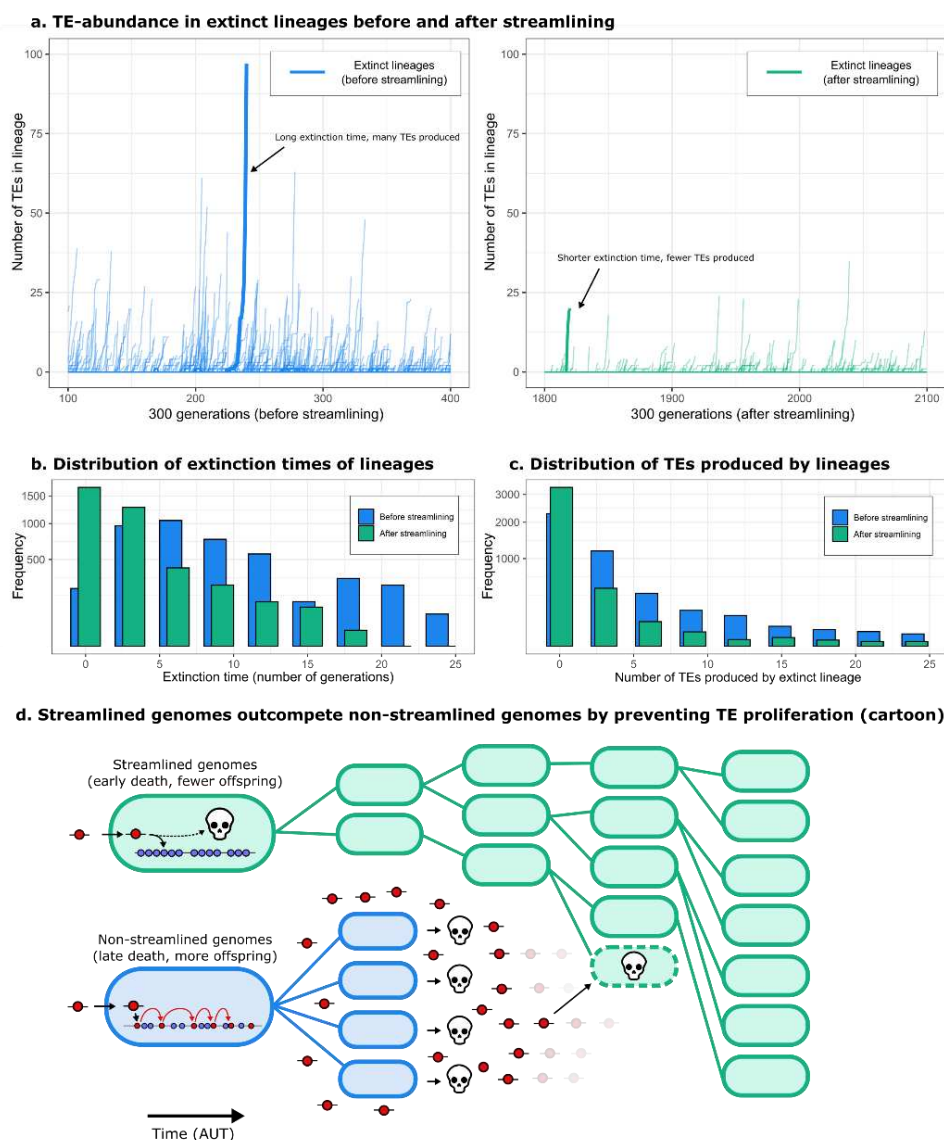 a. TE-abundance in extinct lineages before and after streamlining
Number of TEs in lineage
100
75
50
25
0
Extinct lineages
(before streamlining)
Long extinction time, many TEs produced
100
200
300
400
300 generations (before streamlining)
Number of TEs in lineage
100
75
50
25
0
Extinct lineages
(after streamlining)
Shorter extinction time, fewer TEs produced
1800
1900
2000
2100
300 generations (after streamlining)
b. Distribution of extinction times of lineages
Frequency
1500
1000
500
Before streamlining
After streamlining
0
5
10
15
20
25
Extinction time (number of generations)
c. Distribution of TEs produced by lineages
Frequency
3000
2000
1000
Before streamlining
After streamlining
0
5
10
15
20
25
Number of TEs produced by extinct lineage
d. Streamlined genomes outcompete non-streamlined genomes by preventing TE proliferation (cartoon)
Streamlined genomes
(early death, fewer offspring)
Non-streamlined genomes
(late death, more offspring)
Time (AUT)